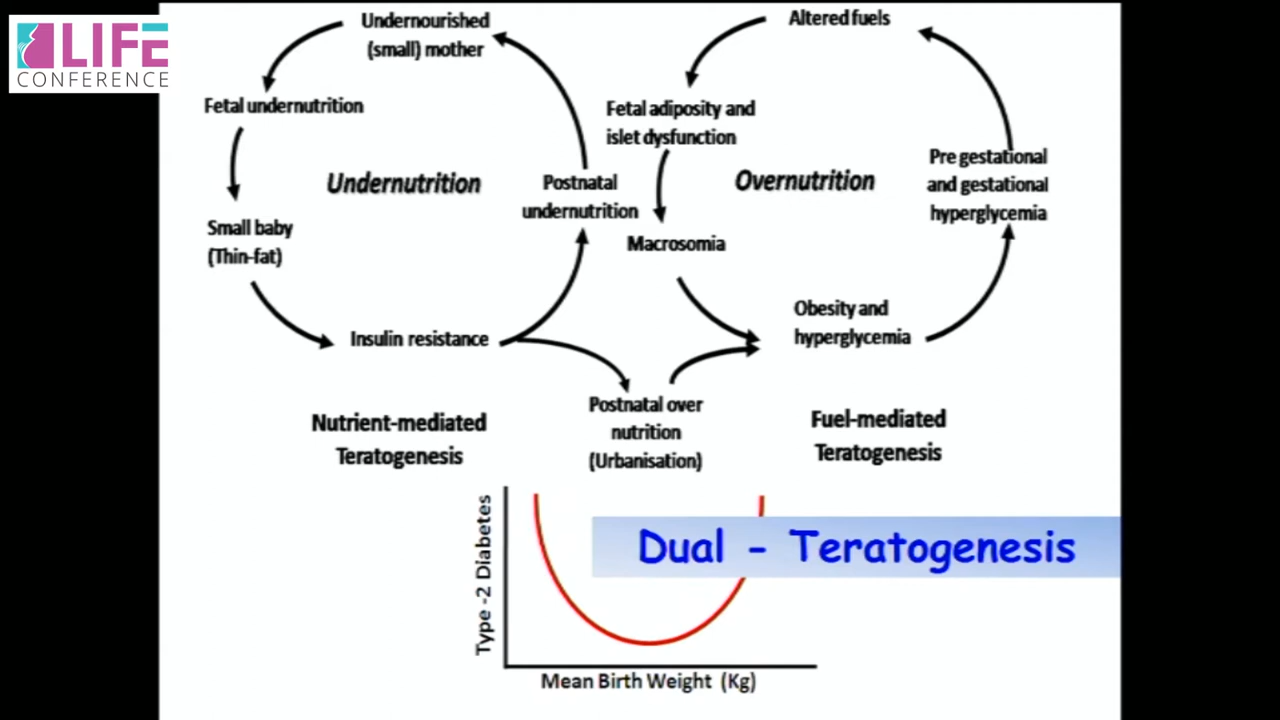 LIFE
CONFERENCE
Undernourished
(small) mother
Fetal undernutrition
Undernutrition
Small baby
(Thin-fat)
Postnatal
undernutrition
Insulin resistance
Nutrient-mediated
Teratogenesis
Altered fuels
Fetal adiposity and
islet dysfunction
Overnutrition
Pre gestational
and gestational
hyperglycemia
Macrosomia
Obesity and
hyperglycemia
Postnatal over
nutrition
(Urbanisation)
Fuel-mediated
Teratogenesis
Type -2 Diabetes
Dual - Teratogenesis
Mean Birth Weight (Kg)